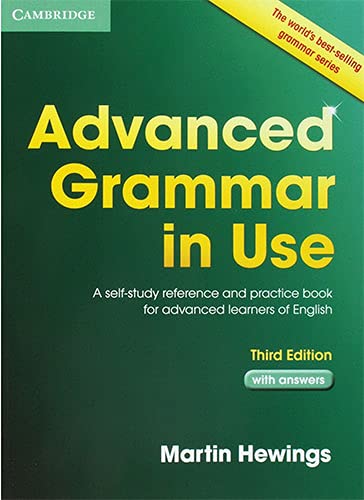 CAMBRIDGE
The world's best-selling
grammar series
Advanced
Grammar
in Use
A self-study reference and practice book
for advanced learners of English
Third Edition
with answers
Martin Hewings